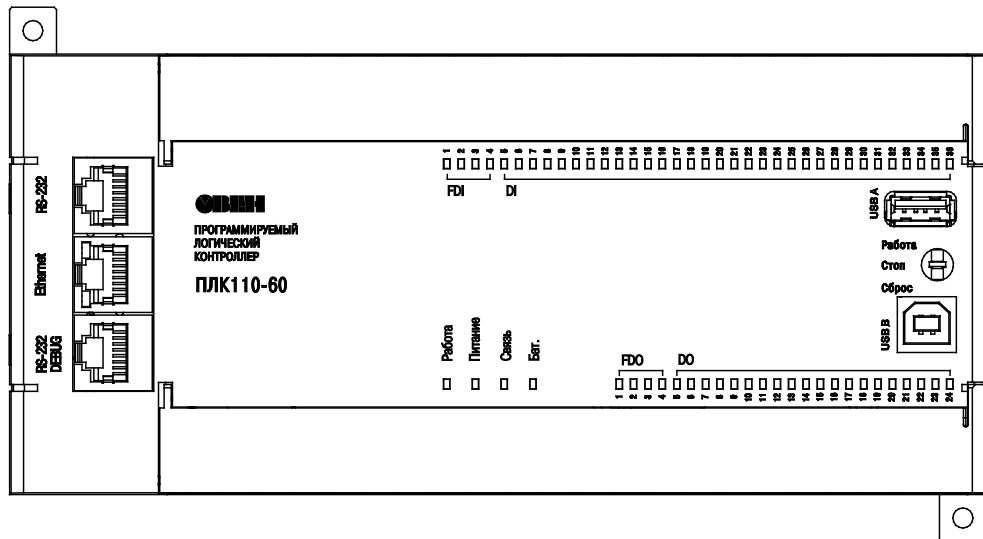 1 2 3 4 5 6 7 8 9 10 11 12 13 14 15 16 17 18 19 20 21 22 23 24 25 26 27 28 29 30 31 32 33 34 35 36
FDI DI
RS-232
Ethernet
RS-232
DEBUG
ОВЕН
ПРОГРАММИРУЕМЫЙ
ЛОГИЧЕСКИЙ
КОНТРОЛЛЕР
ПЛК110-60
USB A
Работа
Стоп
Сброс
USB B
Работа
Питание
Связь
Бат.
FDO DO
1 2 3 4 5 6 7 8 9 10 11 12 13 14 15 16 17 18 19 20 21 22 23 24